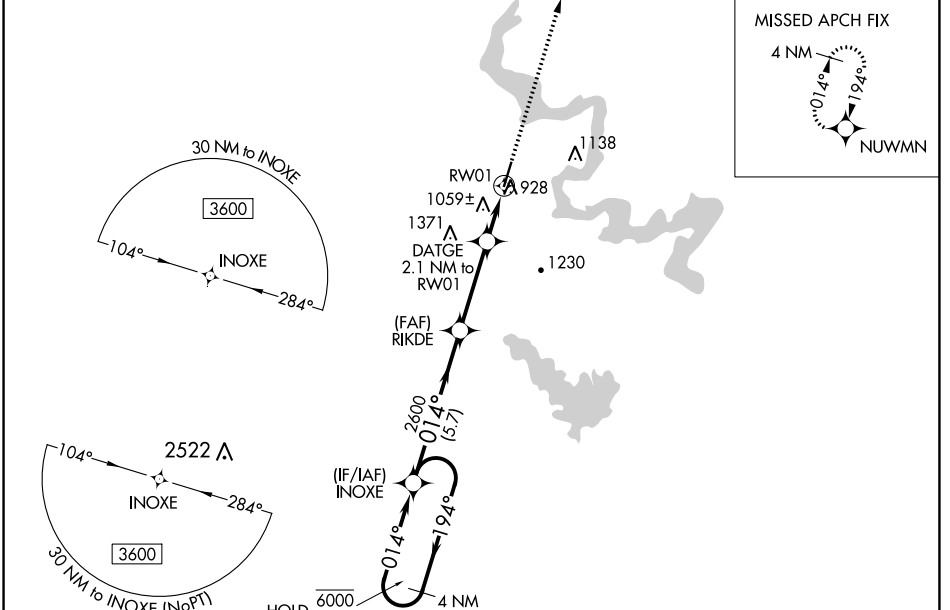 MISSED APCH FIX
4 NM
014°
194°
NUWMN
1138
RW01
928
1059±
1371
DATGE
2.1 NM to
RW01
1230
30 NM to INOXE
3600
104°
INOXE
284°
(FAF)
RIKDE
2600
014°
(5.7)
104°
2522
INOXE
284°
3600
30 NM to INOXE (NoPT)
(IF/IAF)
INOXE
014°
194°
HOLD
6000
4 NM